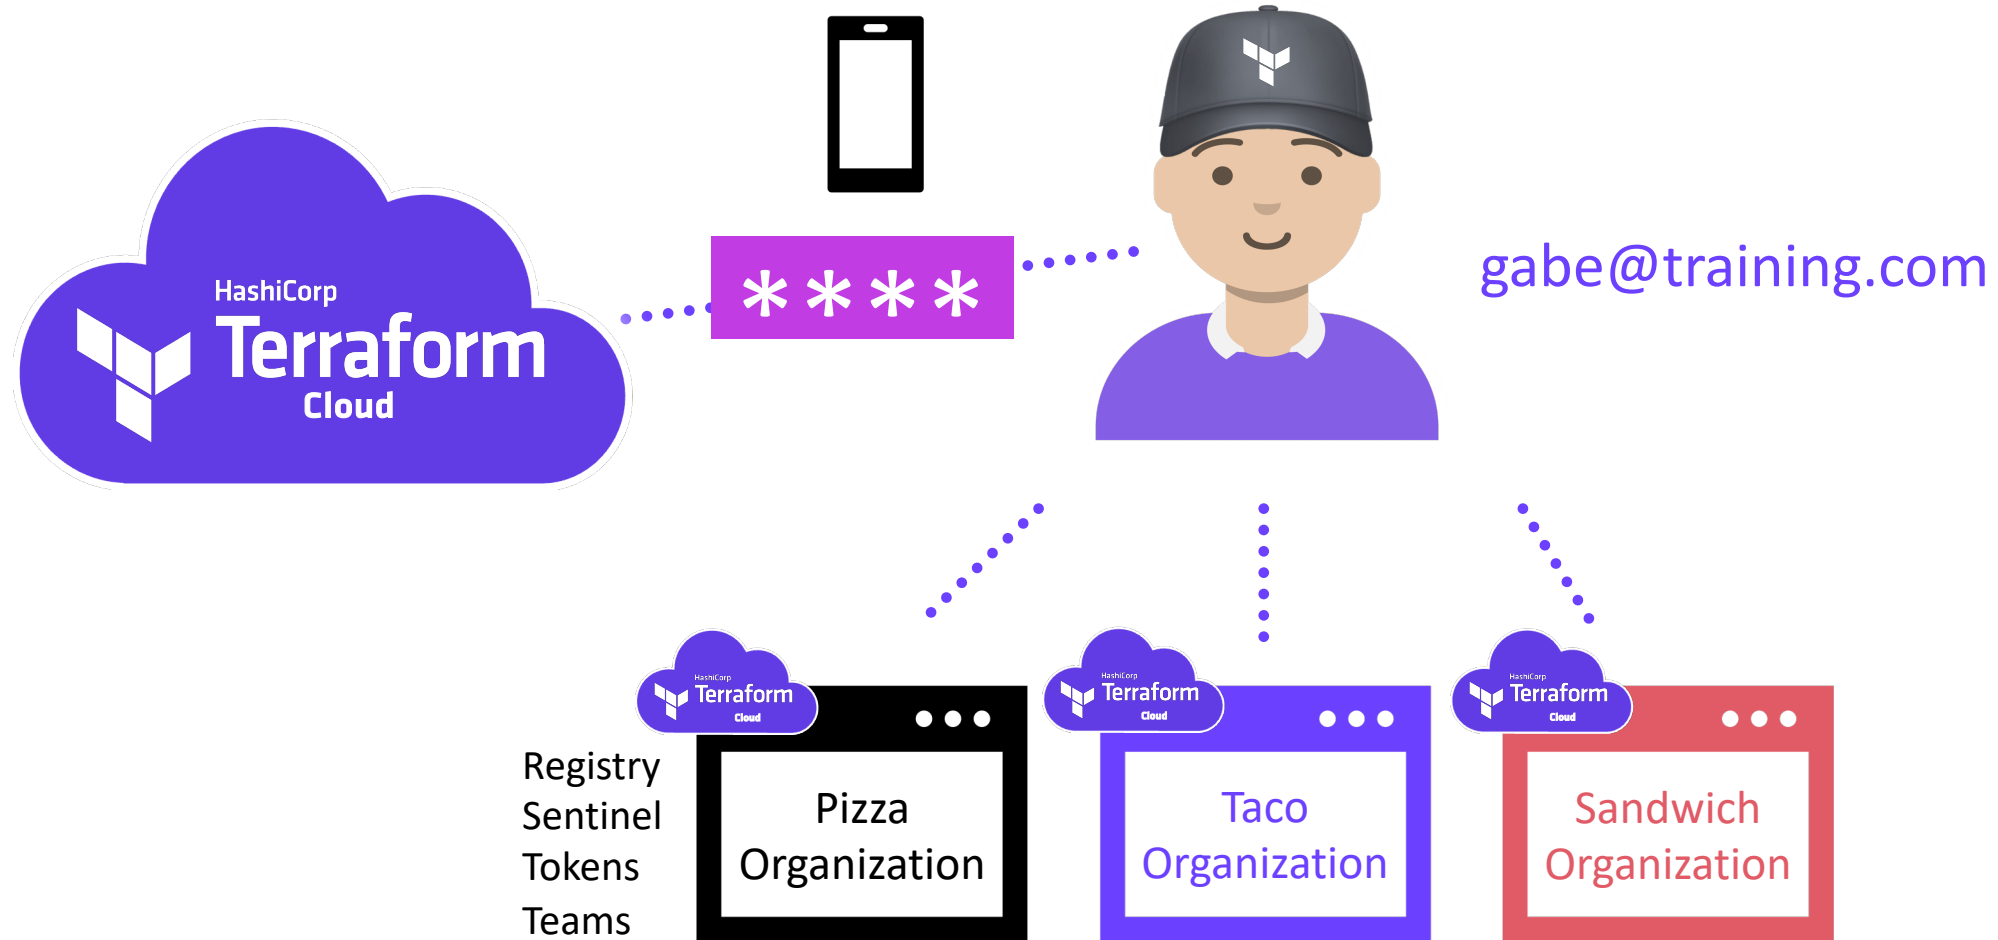 HashiCorp
Terraform
Cloud
****
gabe@training.com
HashiCorp
Terraform
Cloud
HashiCorp
Terraform
Cloud
HashiCorp
Terraform
Cloud
Registry
Sentinel
Tokens
Teams
Pizza
Organization
Taco
Organization
Sandwich
Organization